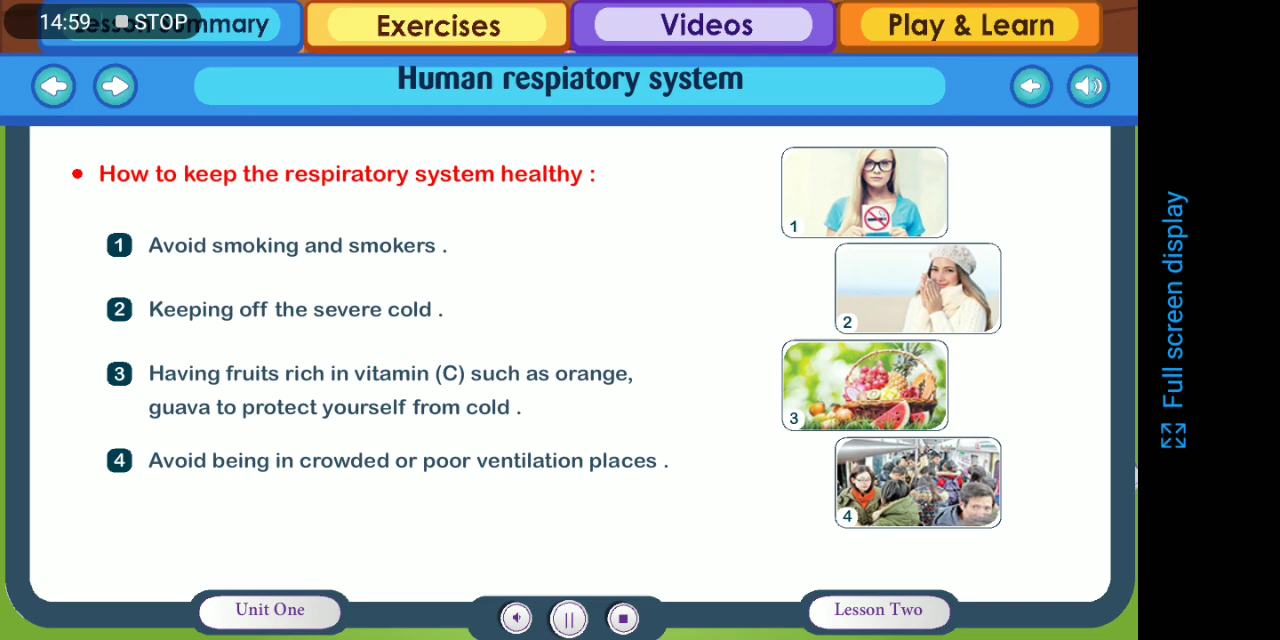 14:59 STOP
Lesson Summary
Exercises
Videos
Play & Learn
Human respiatory system
• How to keep the respiratory system healthy :
1 Avoid smoking and smokers .
2 Keeping off the severe cold .
3 Having fruits rich in vitamin (C) such as orange,
guava to protect yourself from cold .
4 Avoid being in crowded or poor ventilation places .
1
2
3
4
Unit One
Lesson Two
Full screen display